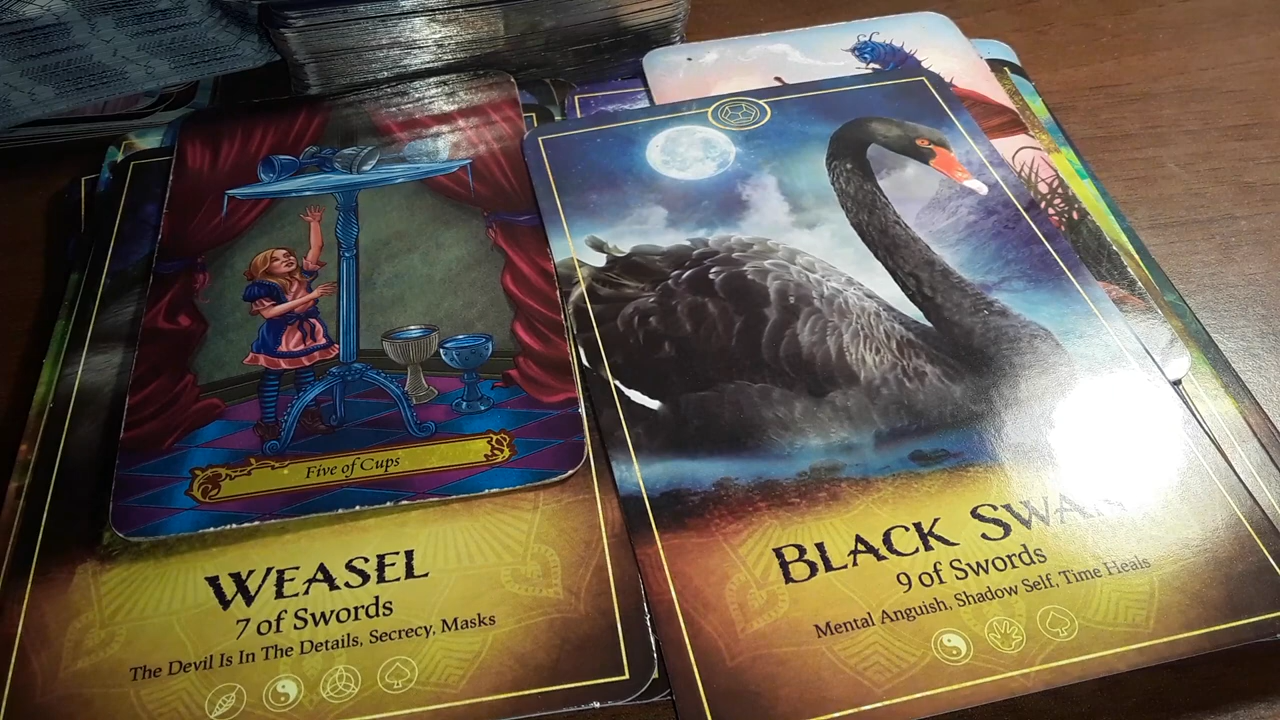 Five of Cups
WEASEL
7 of Swords
The Devil Is In The Details, Secrecy, Masks
BLACK SWAN
9 of Swords
Mental Anguish, Shadow Self, Time Heals